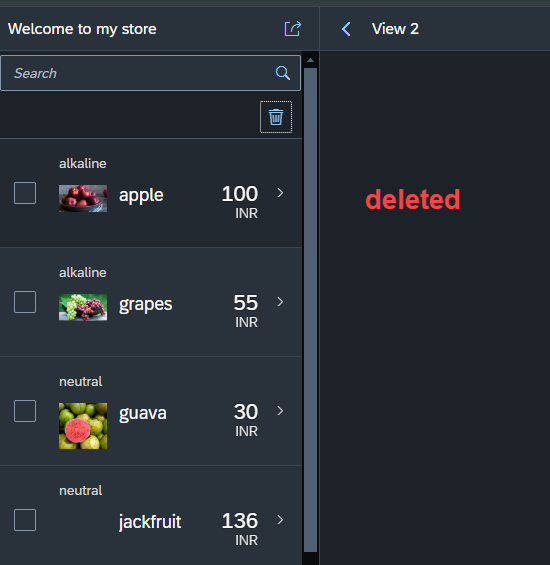 Welcome to my store
View 2
Search
deleted
alkaline
apple
100
INR
alkaline
grapes
55
INR
neutral
guava
30
INR
neutral
jackfruit
136
INR